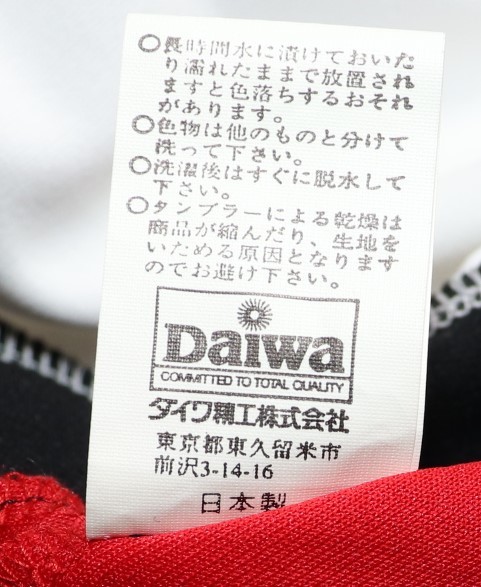 ○長時間水に漬けておいた
り濡れたままで放置され
ますと色落ちするおそれ
があります。
○色物は他のものと分けて
洗って下さい。
○洗濯後はすぐに脱水して
下さい。
○タンブラーによる乾燥は
商品が縮んだり、生地を
いためる原因となります
のでお避け下さい。
Daiwa
COMMITTED TO TOTAL QUALITY
ダイワ精工株式会社
東京都東久留米市
前沢3-14-16
日本製